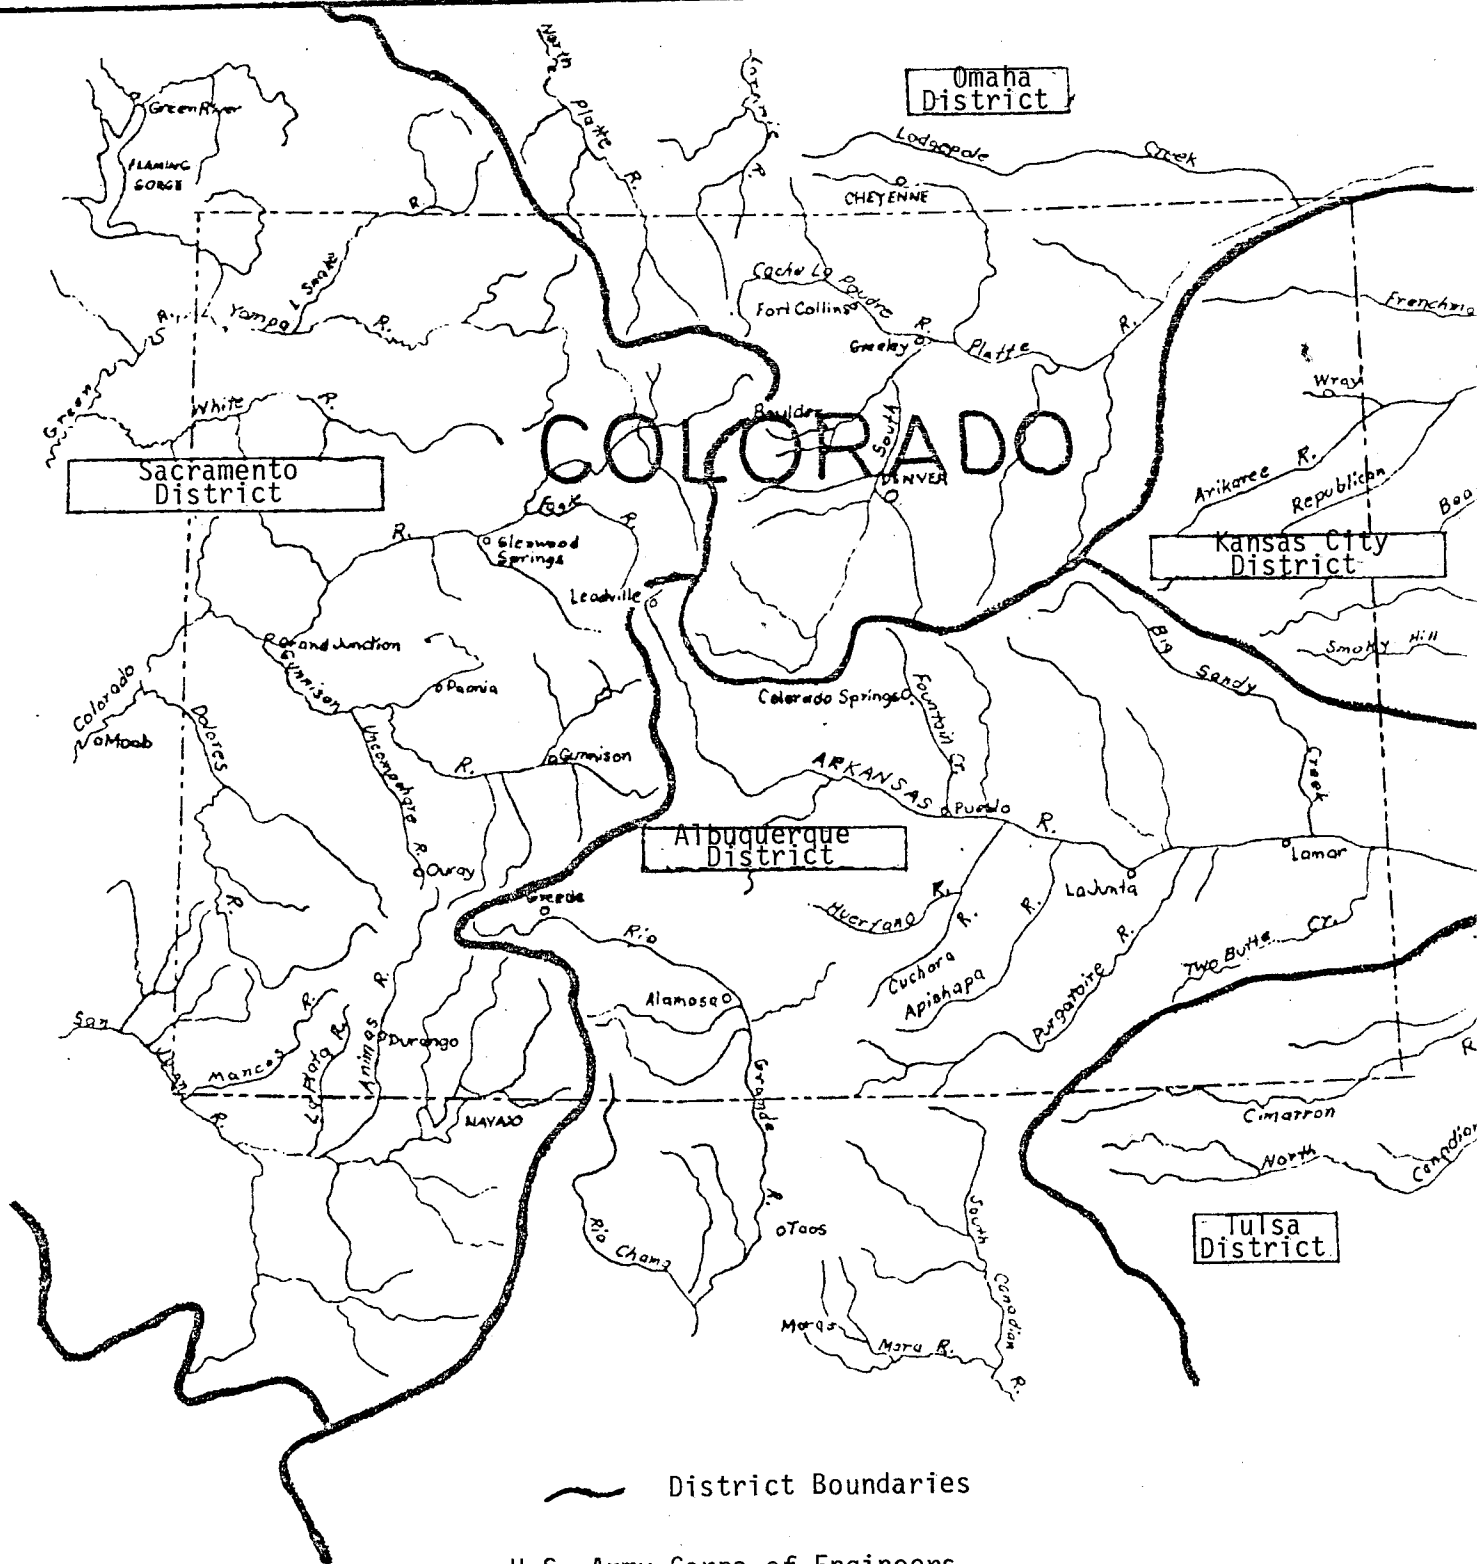 North
Platte
R.
Laramie
R.
Omaha
District
Lodgepole Creek
CHEYENNE
Green River
FLAMING
GORGE
R.
L Snake
Yampa R.
Cache La Poudre
R.
Fort Collins
Greeley
Platte
R.
South
Frenchman
Wray
Green
R.
White R.
Boulder
COLORADO
DENVER
Sacramento
District
Arikaree R.
Republican
Kansas City
District
Eagle
R.
R.
Glenwood
Springs
Leadville
Grand Junction
Gunnison
Paonia
Colorado
Moab
Dolores
Uncompahgre R.
R.
Gunnison
Colorado Springs
Fountain Cr.
Big Sandy Creek
Smoky Hill
ARKANSAS
Pueblo
R.
Albuquerque
District
Lamar
La Junta
Ouray
Creede
Rio
Huerfano R.
Cuchara R.
Apishapa R.
Purgatoire R.
Two Butte Cr.
R.
Alamosa
San
Juan
R.
Mancos R.
La Plata R.
Animas R.
Durango
NAVAJO
Grande
R.
Cimarron
R
North
Canadian
Rio Chama
Taos
South
Canadian
R.
Mora R.
Tulsa
District
District Boundaries
U.S. Army Corps of Engineers